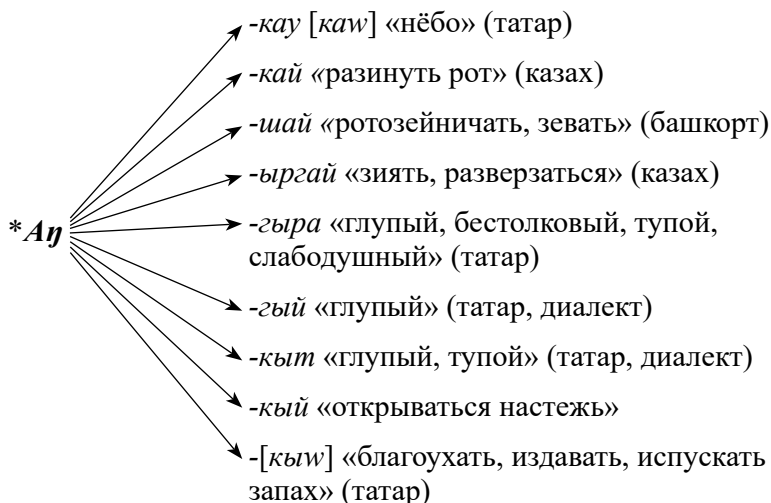 -кау [каw] «нёбо» (татар)
-кай «разинуть рот» (казах)
-шай «ротозейничать, зевать» (башкорт)
-ыргай «зиять, разверзаться» (казах)
*Аŋ
-гыра «глупый, бестолковый, тупой,
слабодушный» (татар)
-гый «глупый» (татар, диалект)
-кыт «глупый, тупой» (татар, диалект)
-кый «открываться настежь»
-[кыw] «благоухать, издавать, испускать
запах» (татар)